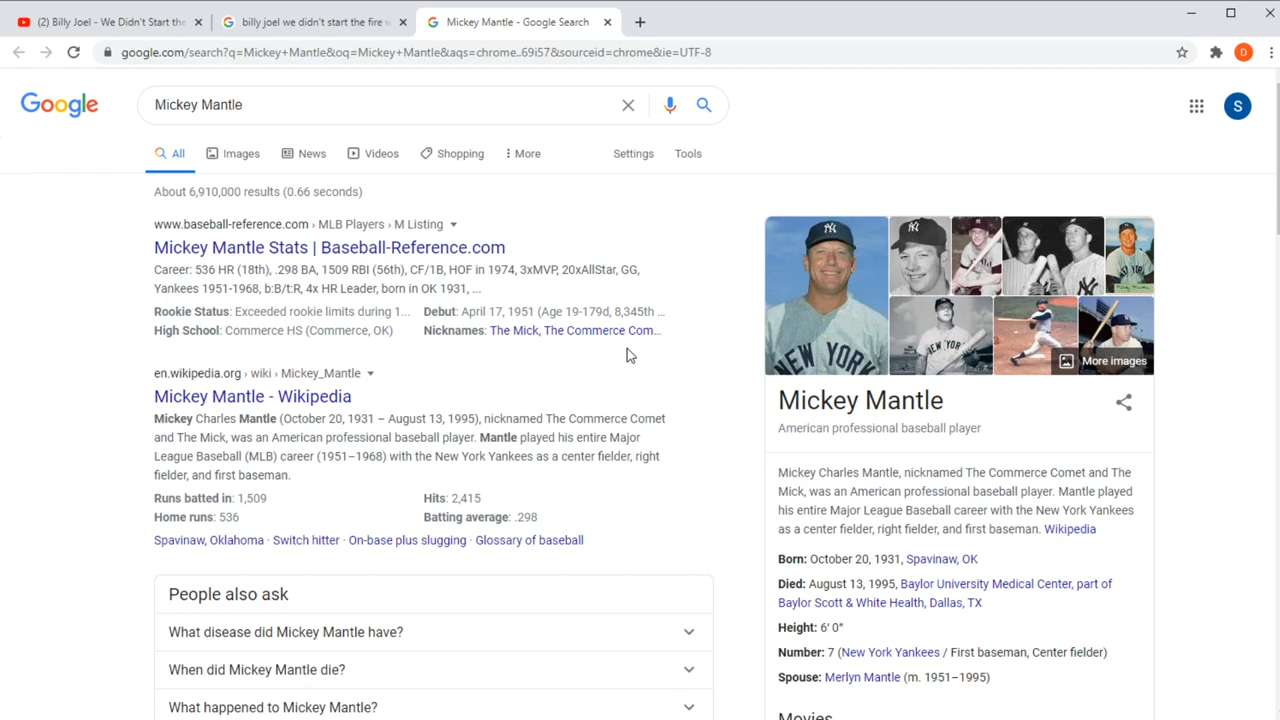 (2) Billy Joel - We Didn't Start the
billy joel we didn't start the fire w
Mickey Mantle - Google Search
google.com/search?q=Mickey+Mantle&oq=Mickey+Mantle&aqs=chrome..69i57&sourceid=chrome&ie=UTF-8
D
Google
Mickey Mantle
S
All
Images
News
Videos
Shopping
More
Settings
Tools
About 6,910,000 results (0.66 seconds)
www.baseball-reference.com › MLB Players › M Listing
Mickey Mantle Stats | Baseball-Reference.com
Career: 536 HR (18th), .298 BA, 1509 RBI (56th), CF/1B, HOF in 1974, 3xMVP, 20xAllStar, GG,
Yankees 1951-1968, b:B/t:R, 4x HR Leader, born in OK 1931, ...
Rookie Status: Exceeded rookie limits during 1...
Debut: April 17, 1951 (Age 19-179d, 8,345th ...
High School: Commerce HS (Commerce, OK)
Nicknames: The Mick, The Commerce Com...
en.wikipedia.org › wiki › Mickey_Mantle
Mickey Mantle - Wikipedia
Mickey Charles Mantle (October 20, 1931 – August 13, 1995), nicknamed The Commerce Comet
and The Mick, was an American professional baseball player. Mantle played his entire Major
League Baseball (MLB) career (1951–1968) with the New York Yankees as a center fielder, right
fielder, and first baseman.
Runs batted in: 1,509
Hits: 2,415
Home runs: 536
Batting average: .298
Spavinaw, Oklahoma · Switch hitter · On-base plus slugging · Glossary of baseball
People also ask
What disease did Mickey Mantle have?
When did Mickey Mantle die?
What happened to Mickey Mantle?
NEW YORK
More images
Mickey Mantle
American professional baseball player
Mickey Charles Mantle, nicknamed The Commerce Comet and The
Mick, was an American professional baseball player. Mantle played
his entire Major League Baseball career with the New York Yankees
as a center fielder, right fielder, and first baseman. Wikipedia
Born: October 20, 1931, Spavinaw, OK
Died: August 13, 1995, Baylor University Medical Center, part of
Baylor Scott & White Health, Dallas, TX
Height: 6′ 0″
Number: 7 (New York Yankees / First baseman, Center fielder)
Spouse: Merlyn Mantle (m. 1951–1995)
Movies